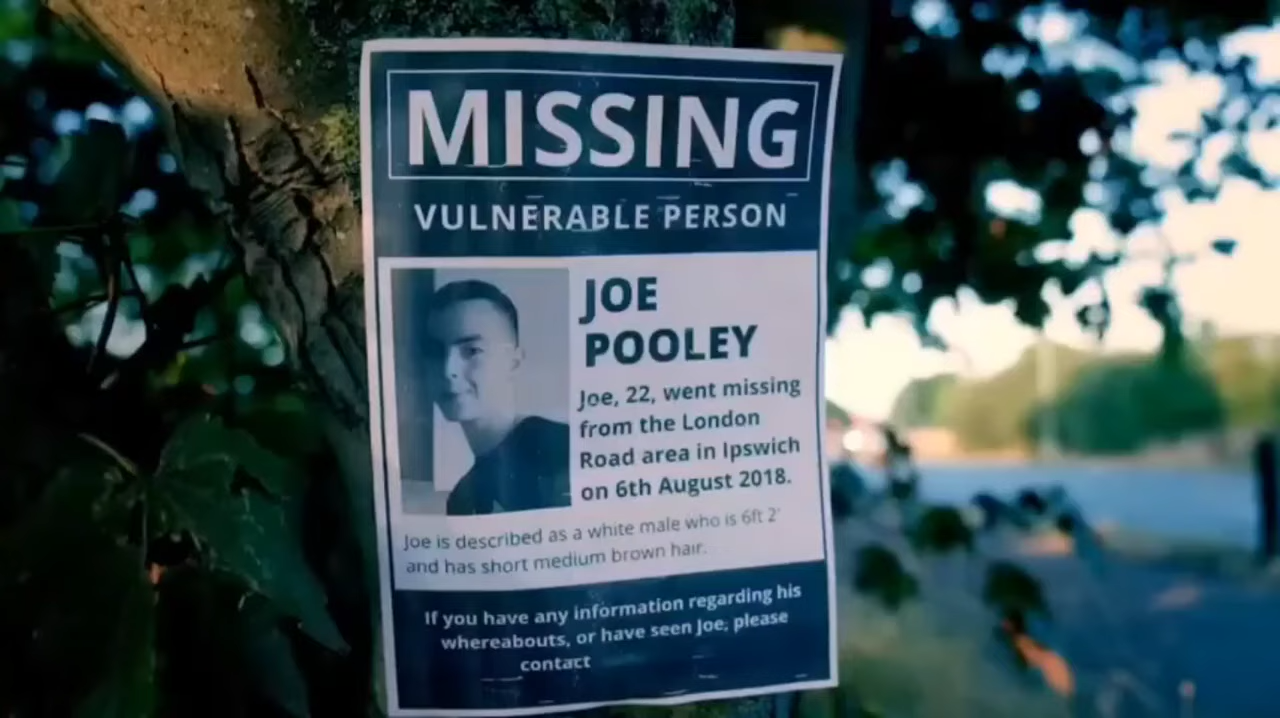 MISSING
VULNERABLE PERSON
JOE
POOLEY
Joe, 22, went missing
from the London
Road area in Ipswich
on 6th August 2018.
Joe is described as a white male who is 6ft 2'
and has short medium brown hair.
If you have any information regarding his
whereabouts, or have seen Joe, please
contact